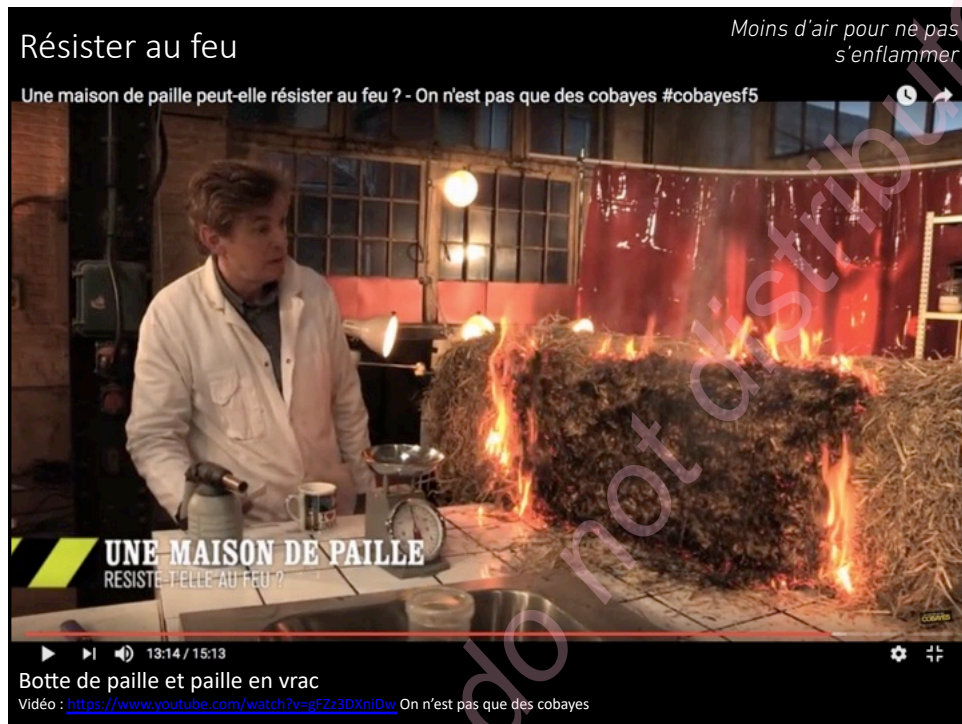 Résister au feu
Moins d'air pour ne pas
s'enflammer
Une maison de paille peut-elle résister au feu ? - On n'est pas que des cobayes #cobayesf5
UNE MAISON DE PAILLE
RESISTE-T-ELLE AU FEU ?
COBAYES
13:14 / 15:13
Botte de paille et paille en vrac
Vidéo : https://www.youtube.com/watch?v=gFZz3DXniDw On n'est pas que des cobayes
do not distribute